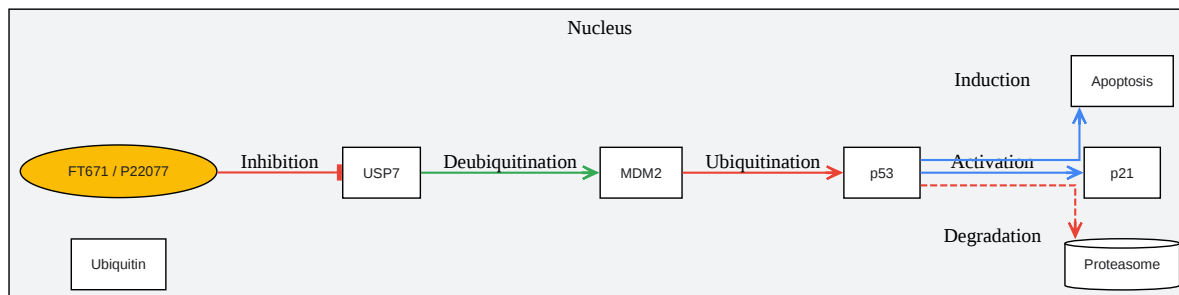 Nucleus
Induction
Apoptosis
FT671 / P22077
Inhibition
USP7
Deubiquitination
MDM2
Ubiquitination
p53
Activation
p21
Ubiquitin
Degradation
Proteasome